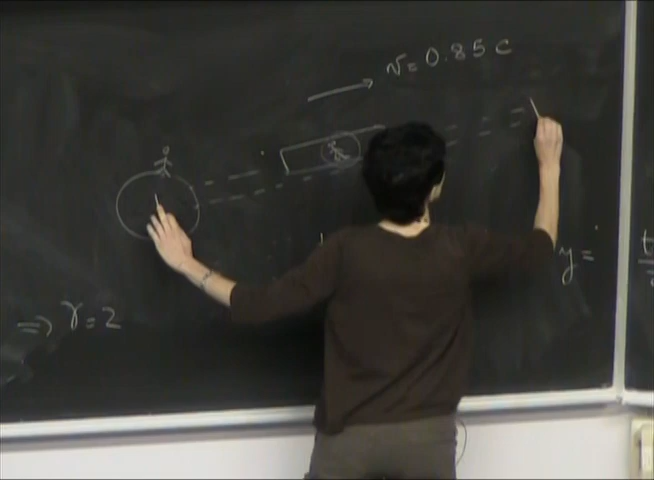 v = 0.85 c
y =
⇒ γ = 2